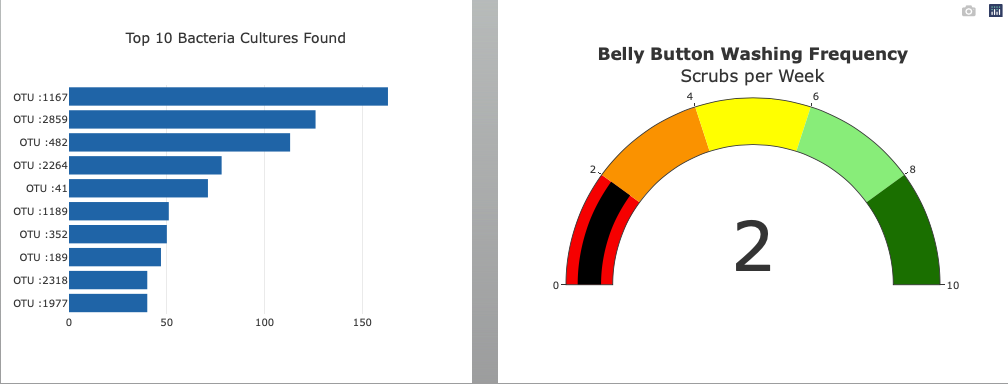 Top 10 Bacteria Cultures Found
OTU :1167
OTU :2859
OTU :482
OTU :2264
OTU :41
OTU :1189
OTU :352
OTU :189
OTU :2318
OTU :1977
0 50 100 150
Belly Button Washing Frequency
Scrubs per Week
4 6
2 8
2
0 10